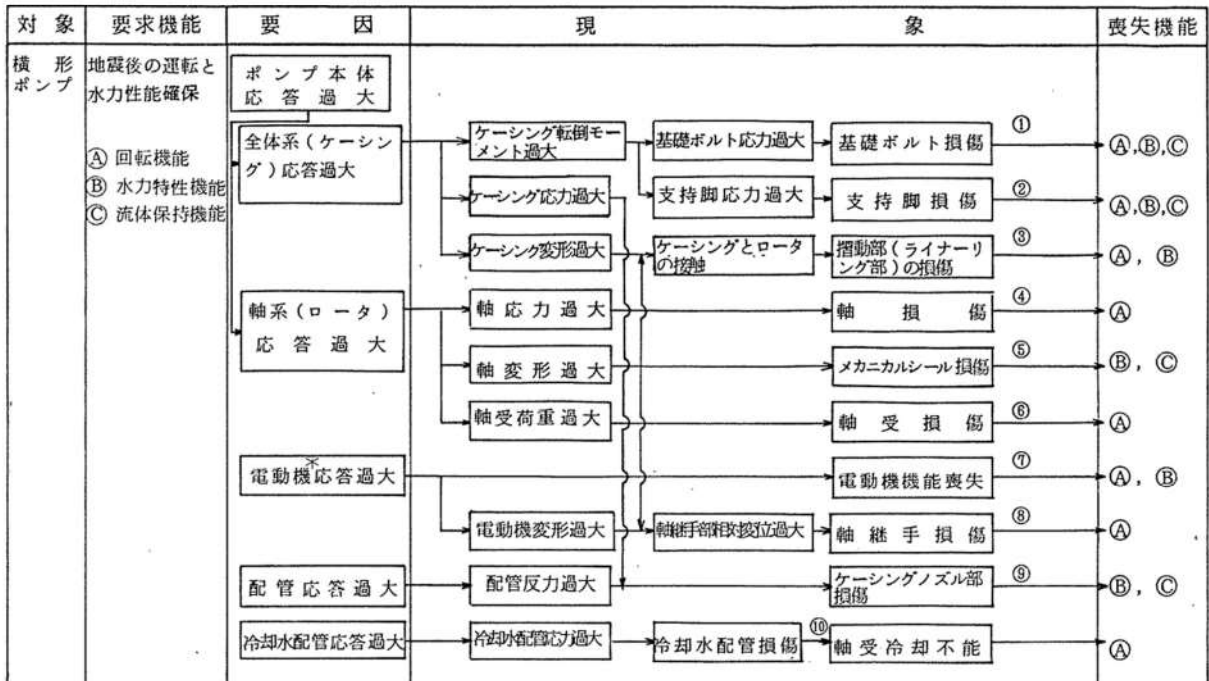 対　象
要求機能
要　因
現　象
喪失機能
横　形
ポンプ
地震後の運転と
水力性能確保
Ⓐ 回転機能
Ⓑ 水力特性機能
Ⓒ 流体保持機能
ポンプ本体
応答過大
全体系(ケーシン
グ)応答過大
ケーシング転倒モー
メント過大
基礎ボルト応力過大
基礎ボルト損傷
①
Ⓐ,Ⓑ,Ⓒ
支持脚応力過大
支持脚損傷
②
Ⓐ,Ⓑ,Ⓒ
ケーシング応力過大
ケーシング変形過大
ケーシングとロータ
の接触
摺動部(ライナーリ
ング部)の損傷
③
Ⓐ, Ⓑ
軸系(ロータ)
応答過大
軸応力過大
軸損傷
④
Ⓐ
軸変形過大
メカニカルシール損傷
⑤
Ⓑ, Ⓒ
軸受荷重過大
軸受損傷
⑥
Ⓐ
*
電動機応答過大
電動機機能喪失
⑦
Ⓐ, Ⓑ
電動機変形過大
軸継手部相対変位過大
軸継手損傷
⑧
Ⓐ
配管応答過大
配管反力過大
ケーシングノズル部
損傷
⑨
Ⓑ, Ⓒ
冷却水配管応答過大
冷却水配管応力過大
冷却水配管損傷
⑩
軸受冷却不能
Ⓐ